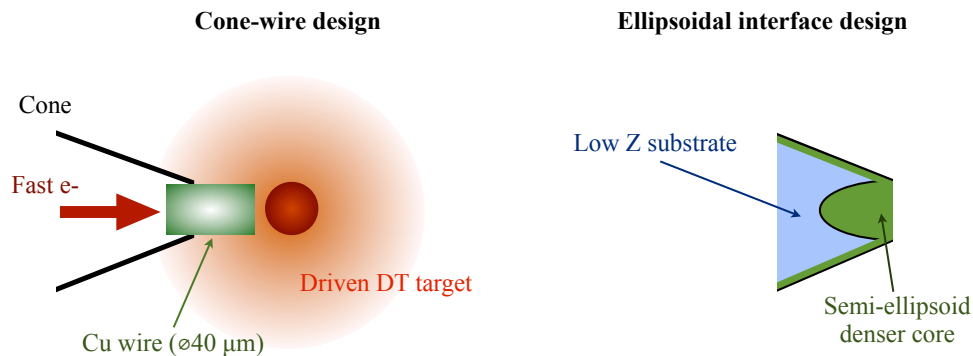 Cone-wire design
Ellipsoidal interface design
Cone
Low Z substrate
Fast e-
Driven DT target
Semi-ellipsoid
denser core
Cu wire (⌀40 μm)